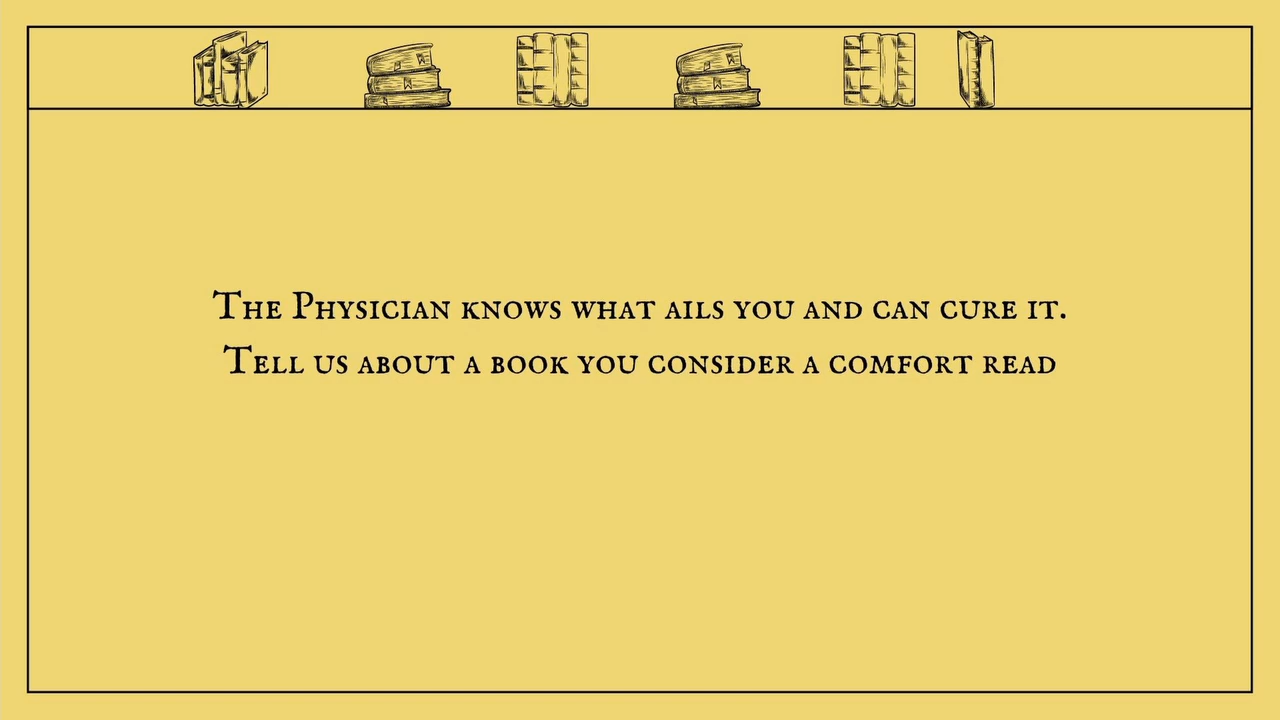 The Physician knows what ails you and can cure it.
Tell us about a book you consider a comfort read